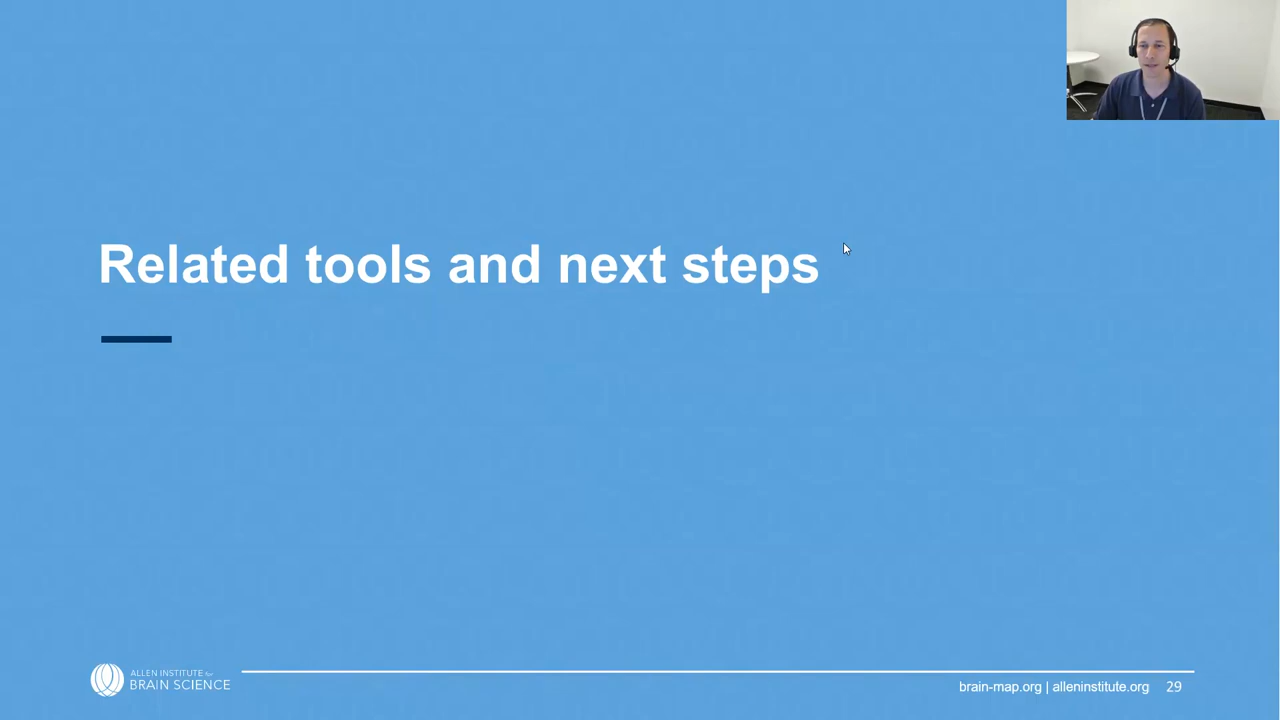 Related tools and next steps
ALLEN INSTITUTE for
BRAIN SCIENCE
brain-map.org | alleninstitute.org 29